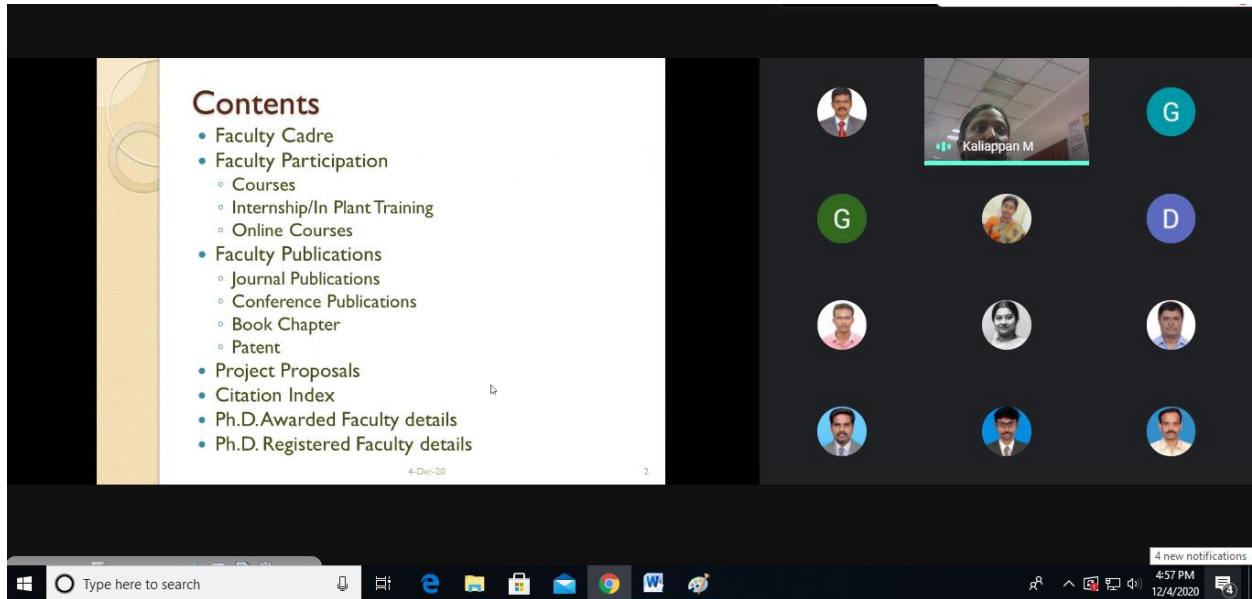 Contents
Faculty Cadre
Faculty Participation
Courses
Internship/In Plant Training
Online Courses
Faculty Publications
Journal Publications
Conference Publications
Book Chapter
Patent
Project Proposals
Citation Index
Ph.D. Awarded Faculty details
Ph.D. Registered Faculty details
4-Dec-20
2
Kaliappan M
G
G
D
4 new notifications
Type here to search
4:57 PM
12/4/2020
4